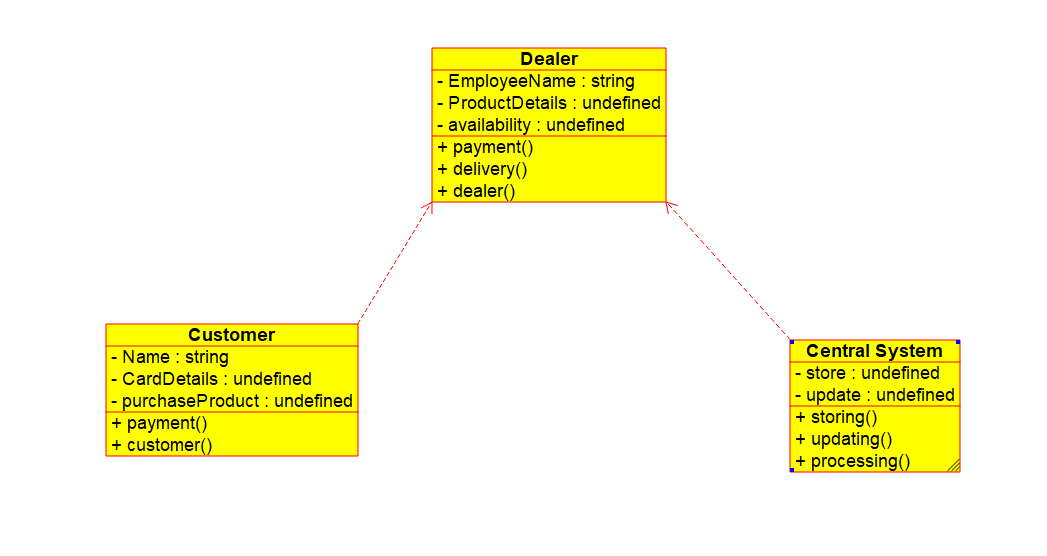 Dealer
- EmployeeName : string
- ProductDetails : undefined
- availability : undefined
+ payment()
+ delivery()
+ dealer()
Customer
- Name : string
- CardDetails : undefined
- purchaseProduct : undefined
+ payment()
+ customer()
Central System
- store : undefined
- update : undefined
+ storing()
+ updating()
+ processing()